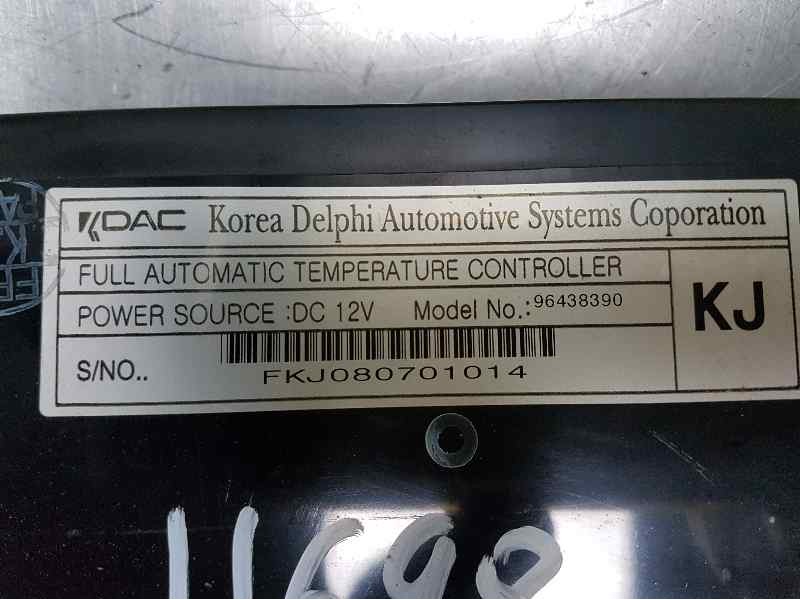 KDAC Korea Delphi Automotive Systems Coporation
FULL AUTOMATIC TEMPERATURE CONTROLLER
POWER SOURCE :DC 12V Model No.:96438390
KJ
S/NO..
FKJ080701014